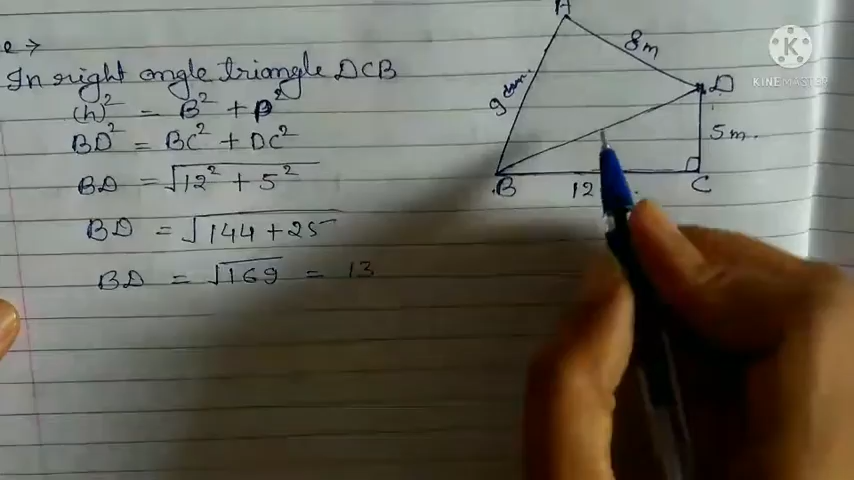 In right angle triangle DCB
(h)² = B² + P²
BD² = BC² + DC²
BD = √12² + 5²
BD = √144 + 25
BD = √169 = 13
A
8m
D
5m.
C
12
B
K
KINEMASTER